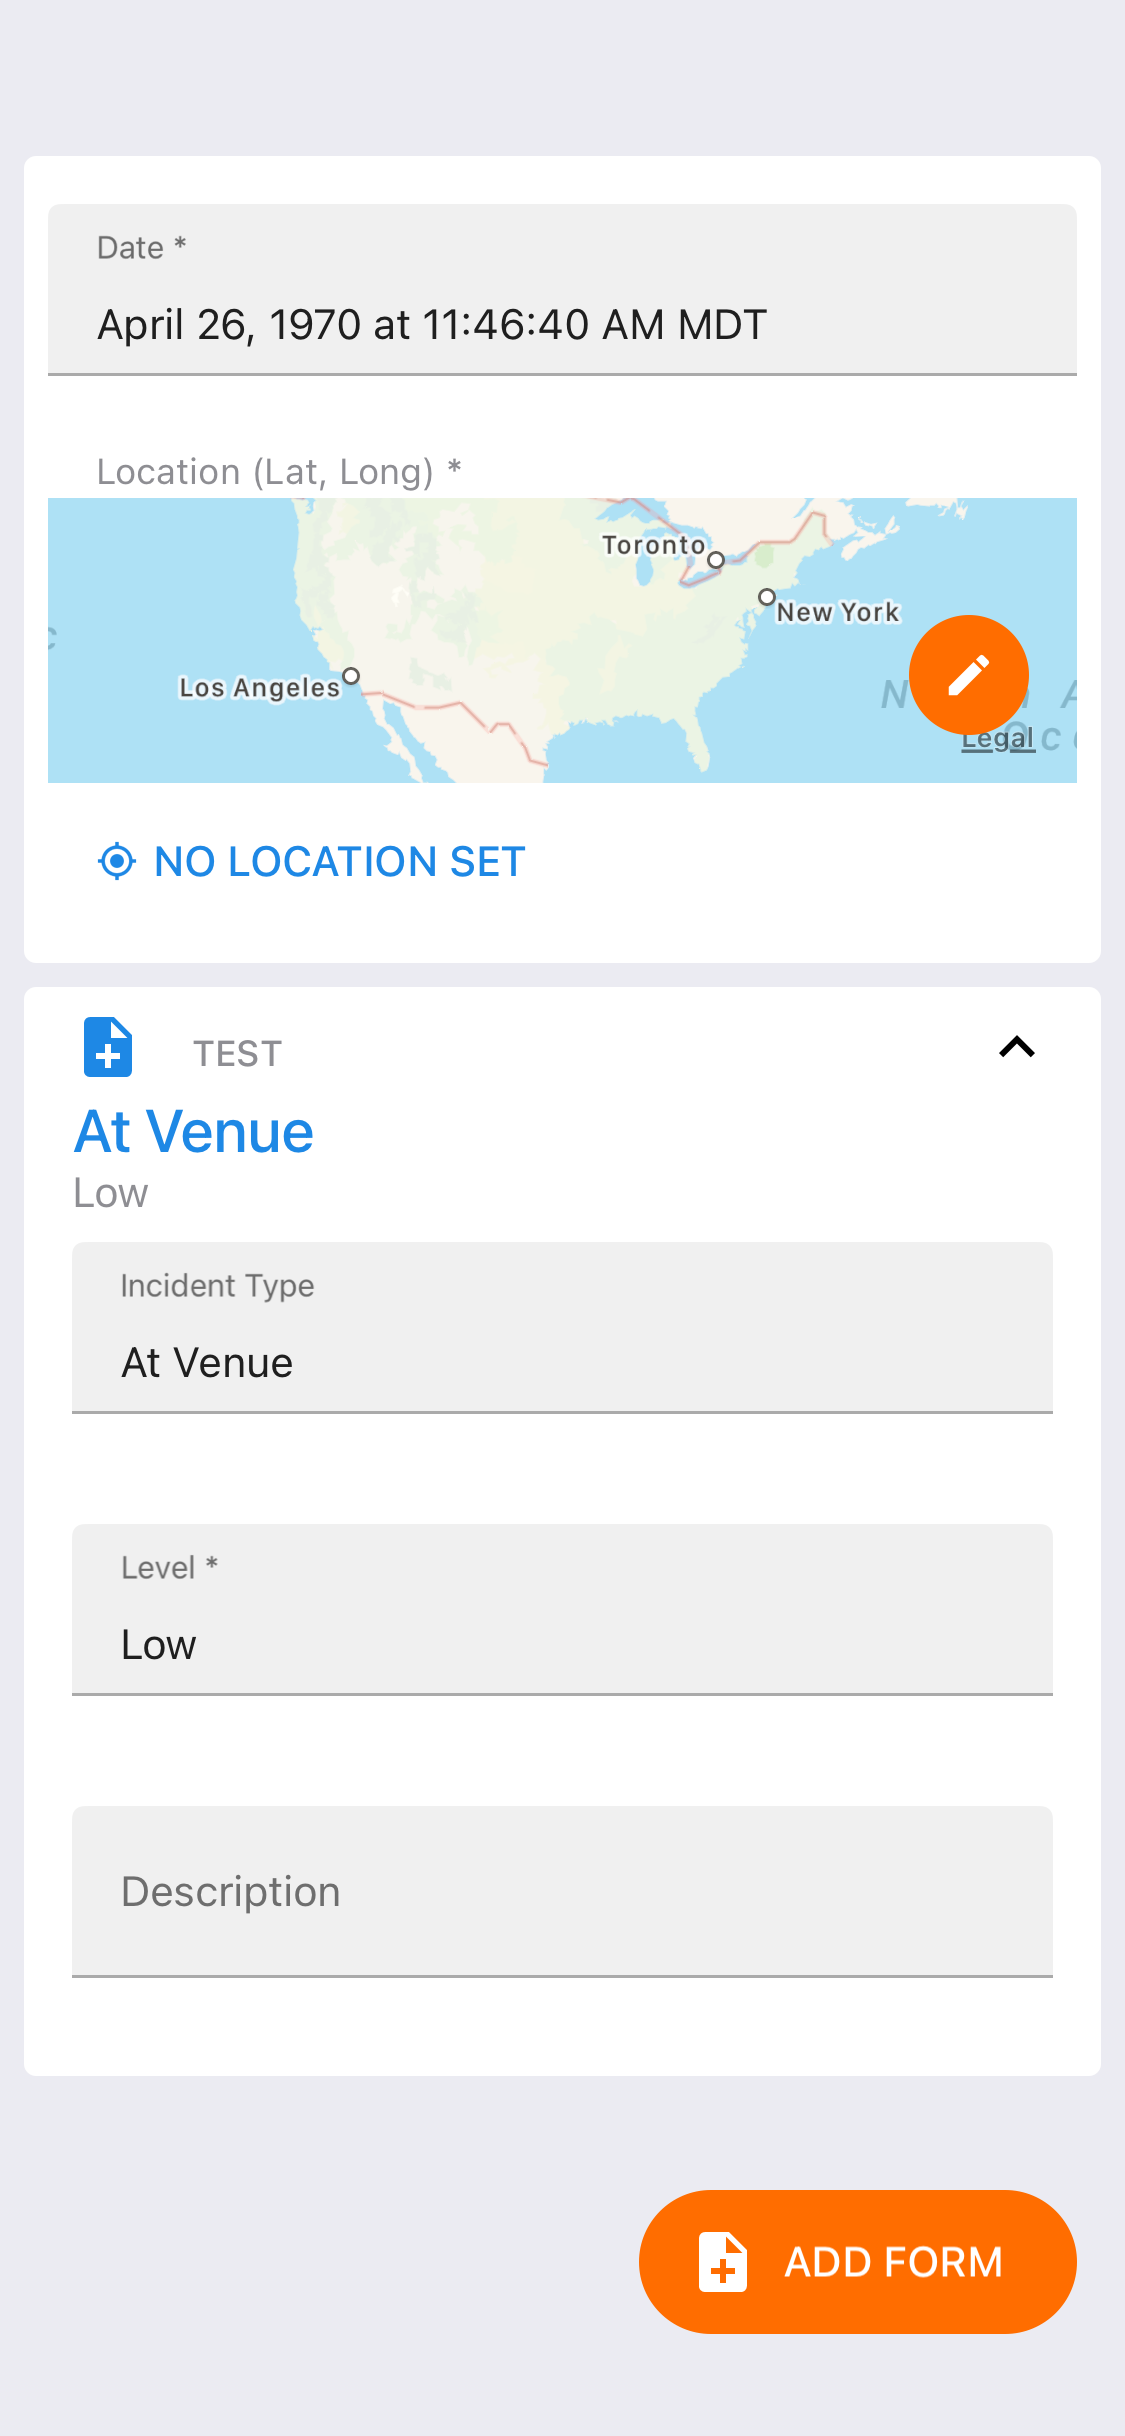 Date *
April 26, 1970 at 11:46:40 AM MDT
Location (Lat, Long) *
Toronto
New York
Los Angeles
Legal
NO LOCATION SET
TEST
At Venue
Low
Incident Type
At Venue
Level *
Low
Description
ADD FORM